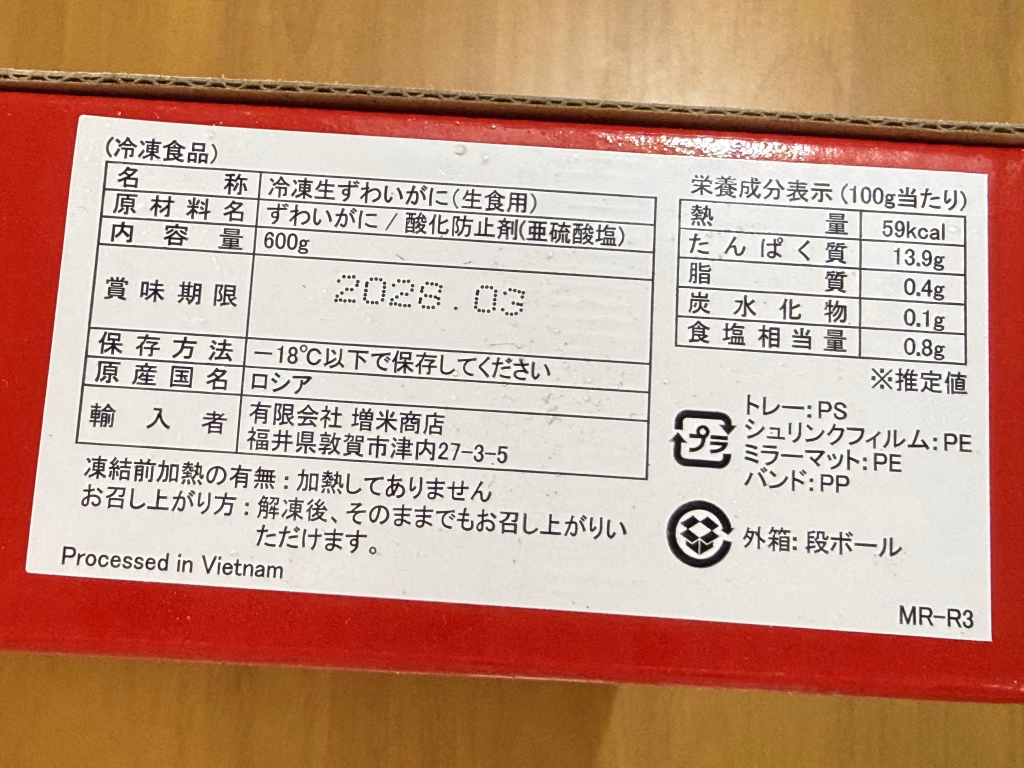 (冷凍食品)
名称 冷凍生ずわいがに(生食用)
原材料名 ずわいがに / 酸化防止剤(亜硫酸塩)
内容量 600g
賞味期限 2028.03
保存方法 -18℃以下で保存してください
原産国名 ロシア
輸入者 有限会社 増米商店
福井県敦賀市津内27-3-5
凍結前加熱の有無:加熱してありません
お召し上がり方:解凍後、そのままでもお召し上がりい
ただけます。
Processed in Vietnam
栄養成分表示 (100g当たり)
熱量 59kcal
たんぱく質 13.9g
脂質 0.4g
炭水化物 0.1g
食塩相当量 0.8g
※推定値
プラ
トレー:PS
シュリンクフィルム:PE
ミラーマット:PE
バンド:PP
外箱:段ボール
MR-R3